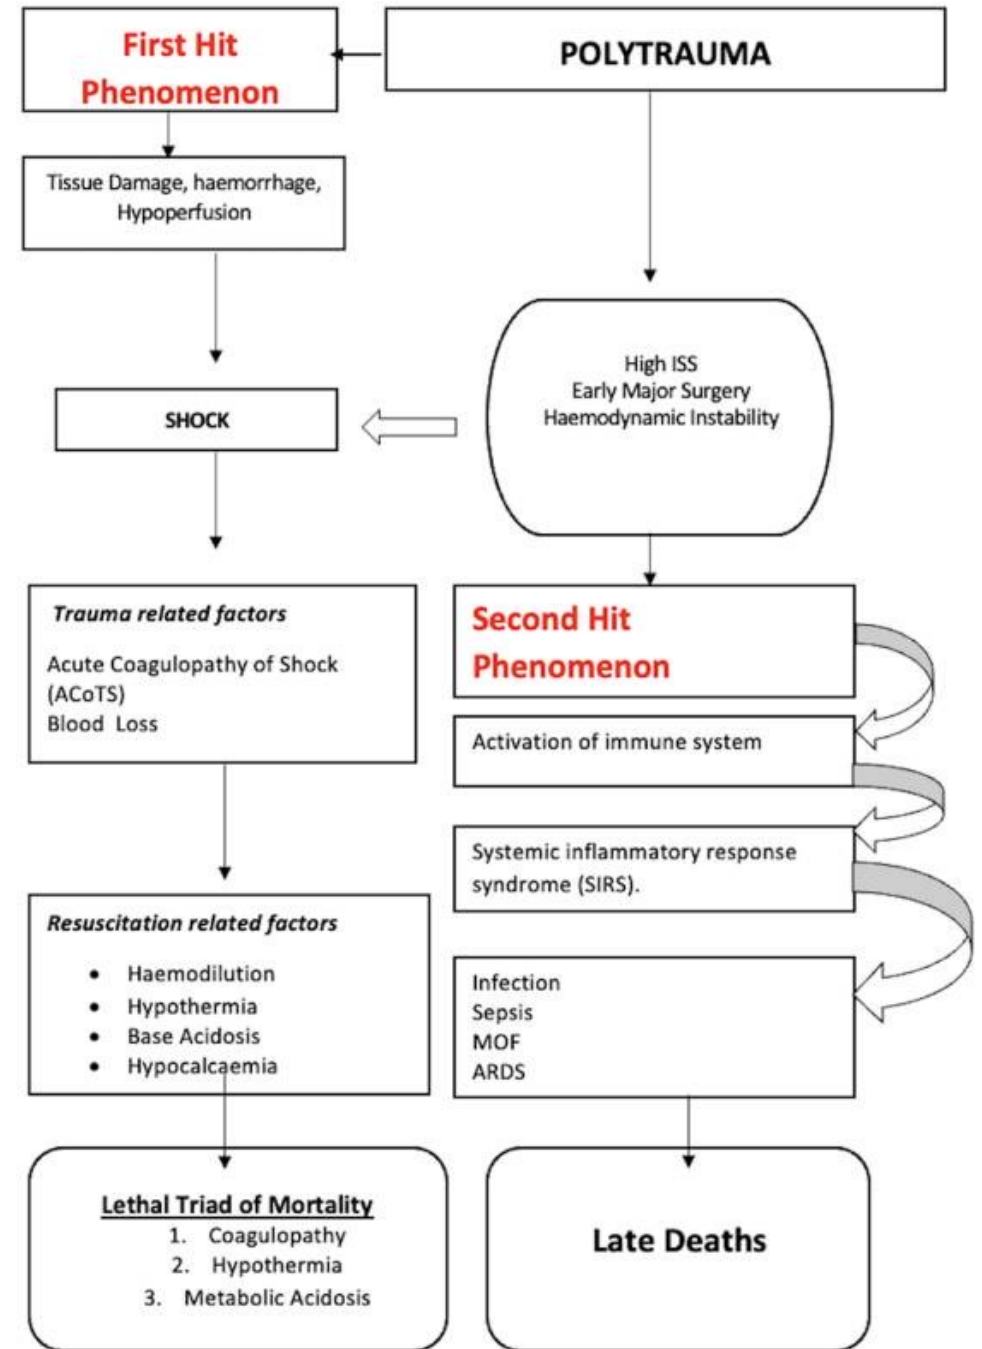 First Hit
Phenomenon
POLYTRAUMA
Tissue Damage, haemorrhage,
Hypoperfusion
High ISS
Early Major Surgery
Haemodynamic Instability
SHOCK
Trauma related factors
Acute Coagulopathy of Shock
(ACoTS)
Blood Loss
Second Hit
Phenomenon
Activation of immune system
Systemic inflammatory response
syndrome (SIRS).
Resuscitation related factors
• Haemodilution
• Hypothermia
• Base Acidosis
• Hypocalcaemia
Infection
Sepsis
MOF
ARDS
Lethal Triad of Mortality
1. Coagulopathy
2. Hypothermia
3. Metabolic Acidosis
Late Deaths